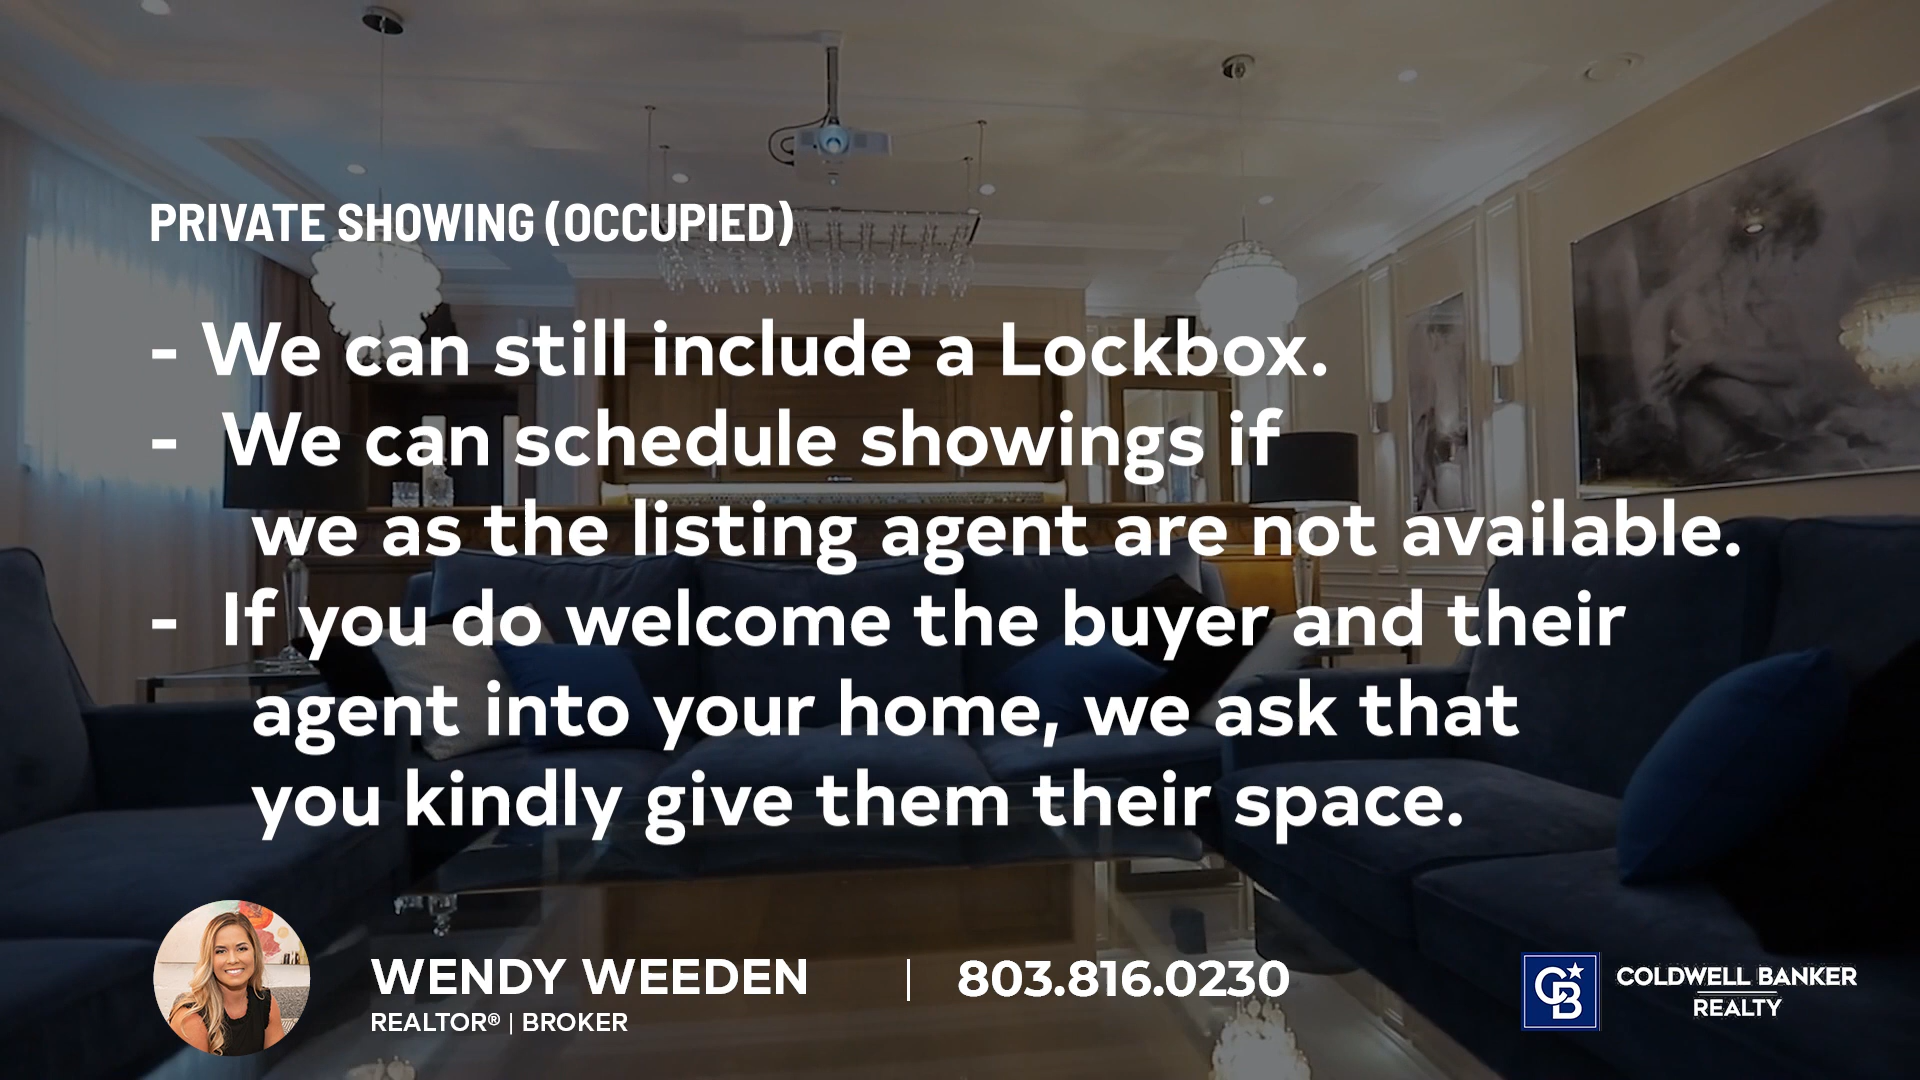 PRIVATE SHOWING (OCCUPIED)
- We can still include a Lockbox.
- We can schedule showings if
we as the listing agent are not available.
- If you do welcome the buyer and their
agent into your home, we ask that
you kindly give them their space.
WENDY WEEDEN | 803.816.0230
REALTOR® | BROKER
CB
COLDWELL BANKER
REALTY